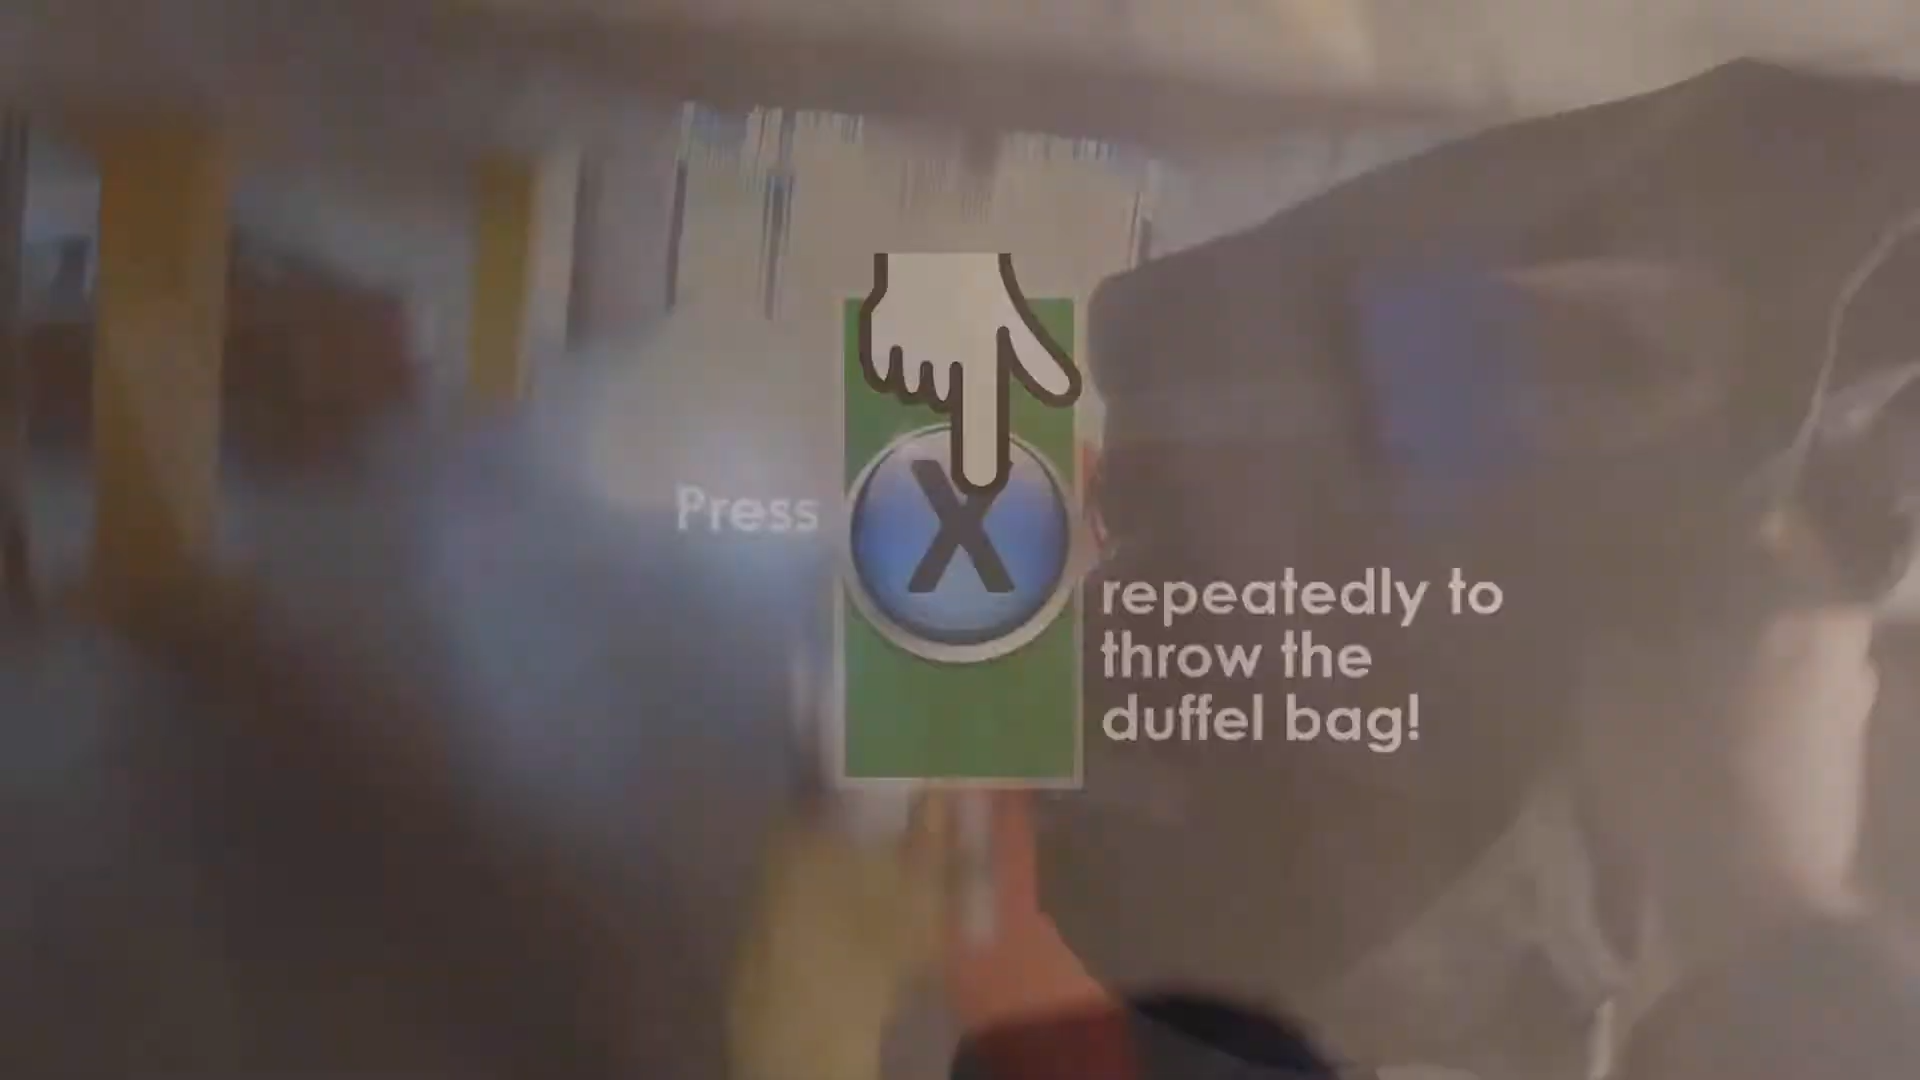 Press
X
repeatedly to
throw the
duffel bag!